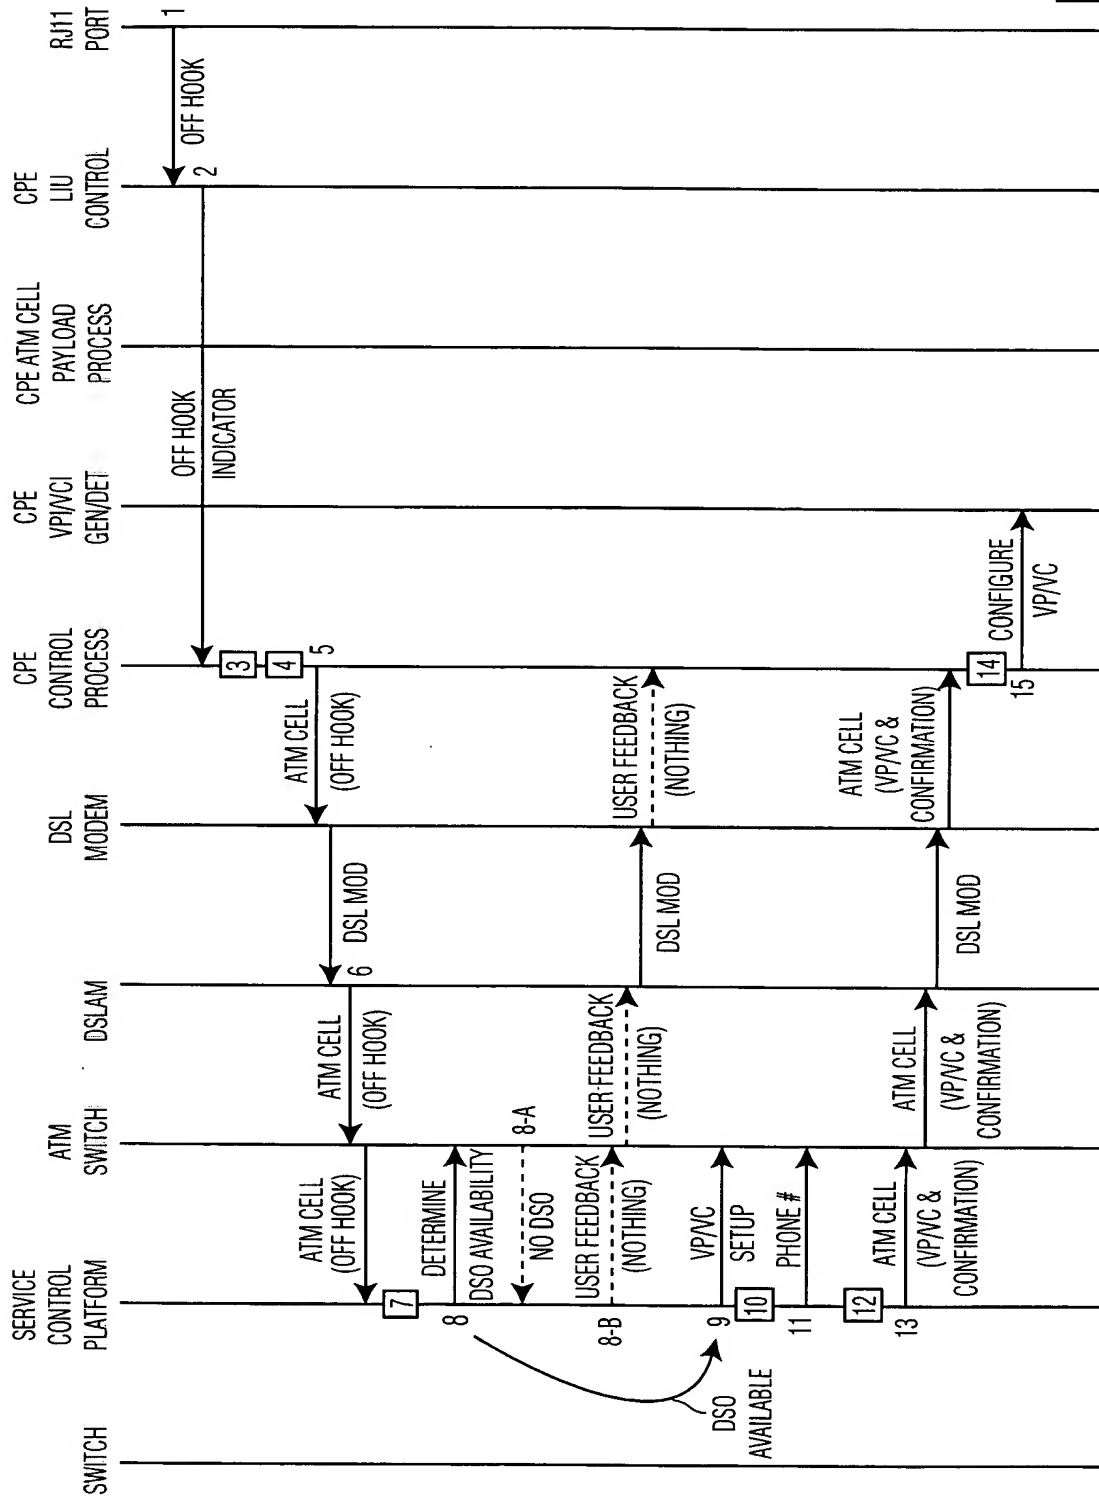 SWITCH
SERVICE
CONTROL
PLATFORM
ATM
SWITCH
DSLAM
DSL
MODEM
CPE
CONTROL
PROCESS
CPE
VPI/VCI
GEN/DET
CPE ATM CELL
PAYLOAD
PROCESS
CPE
LIU
CONTROL
RJ11
PORT
1
OFF HOOK
2
OFF HOOK
INDICATOR
3
4
5
ATM CELL
(OFF HOOK)
DSL MOD
6
ATM CELL
(OFF HOOK)
ATM CELL
(OFF HOOK)
7
8
DETERMINE
DSO AVAILABILITY
8-A
NO DSO
8-B
USER FEEDBACK
(NOTHING)
USER-FEEDBACK
(NOTHING)
DSL MOD
USER FEEDBACK
(NOTHING)
DSO
AVAILABLE
9
VP/VC
SETUP
10
11
PHONE #
12
13
ATM CELL
(VP/VC &
CONFIRMATION)
ATM CELL
(VP/VC &
CONFIRMATION)
DSL MOD
ATM CELL
(VP/VC &
CONFIRMATION)
14
15
CONFIGURE
VP/VC